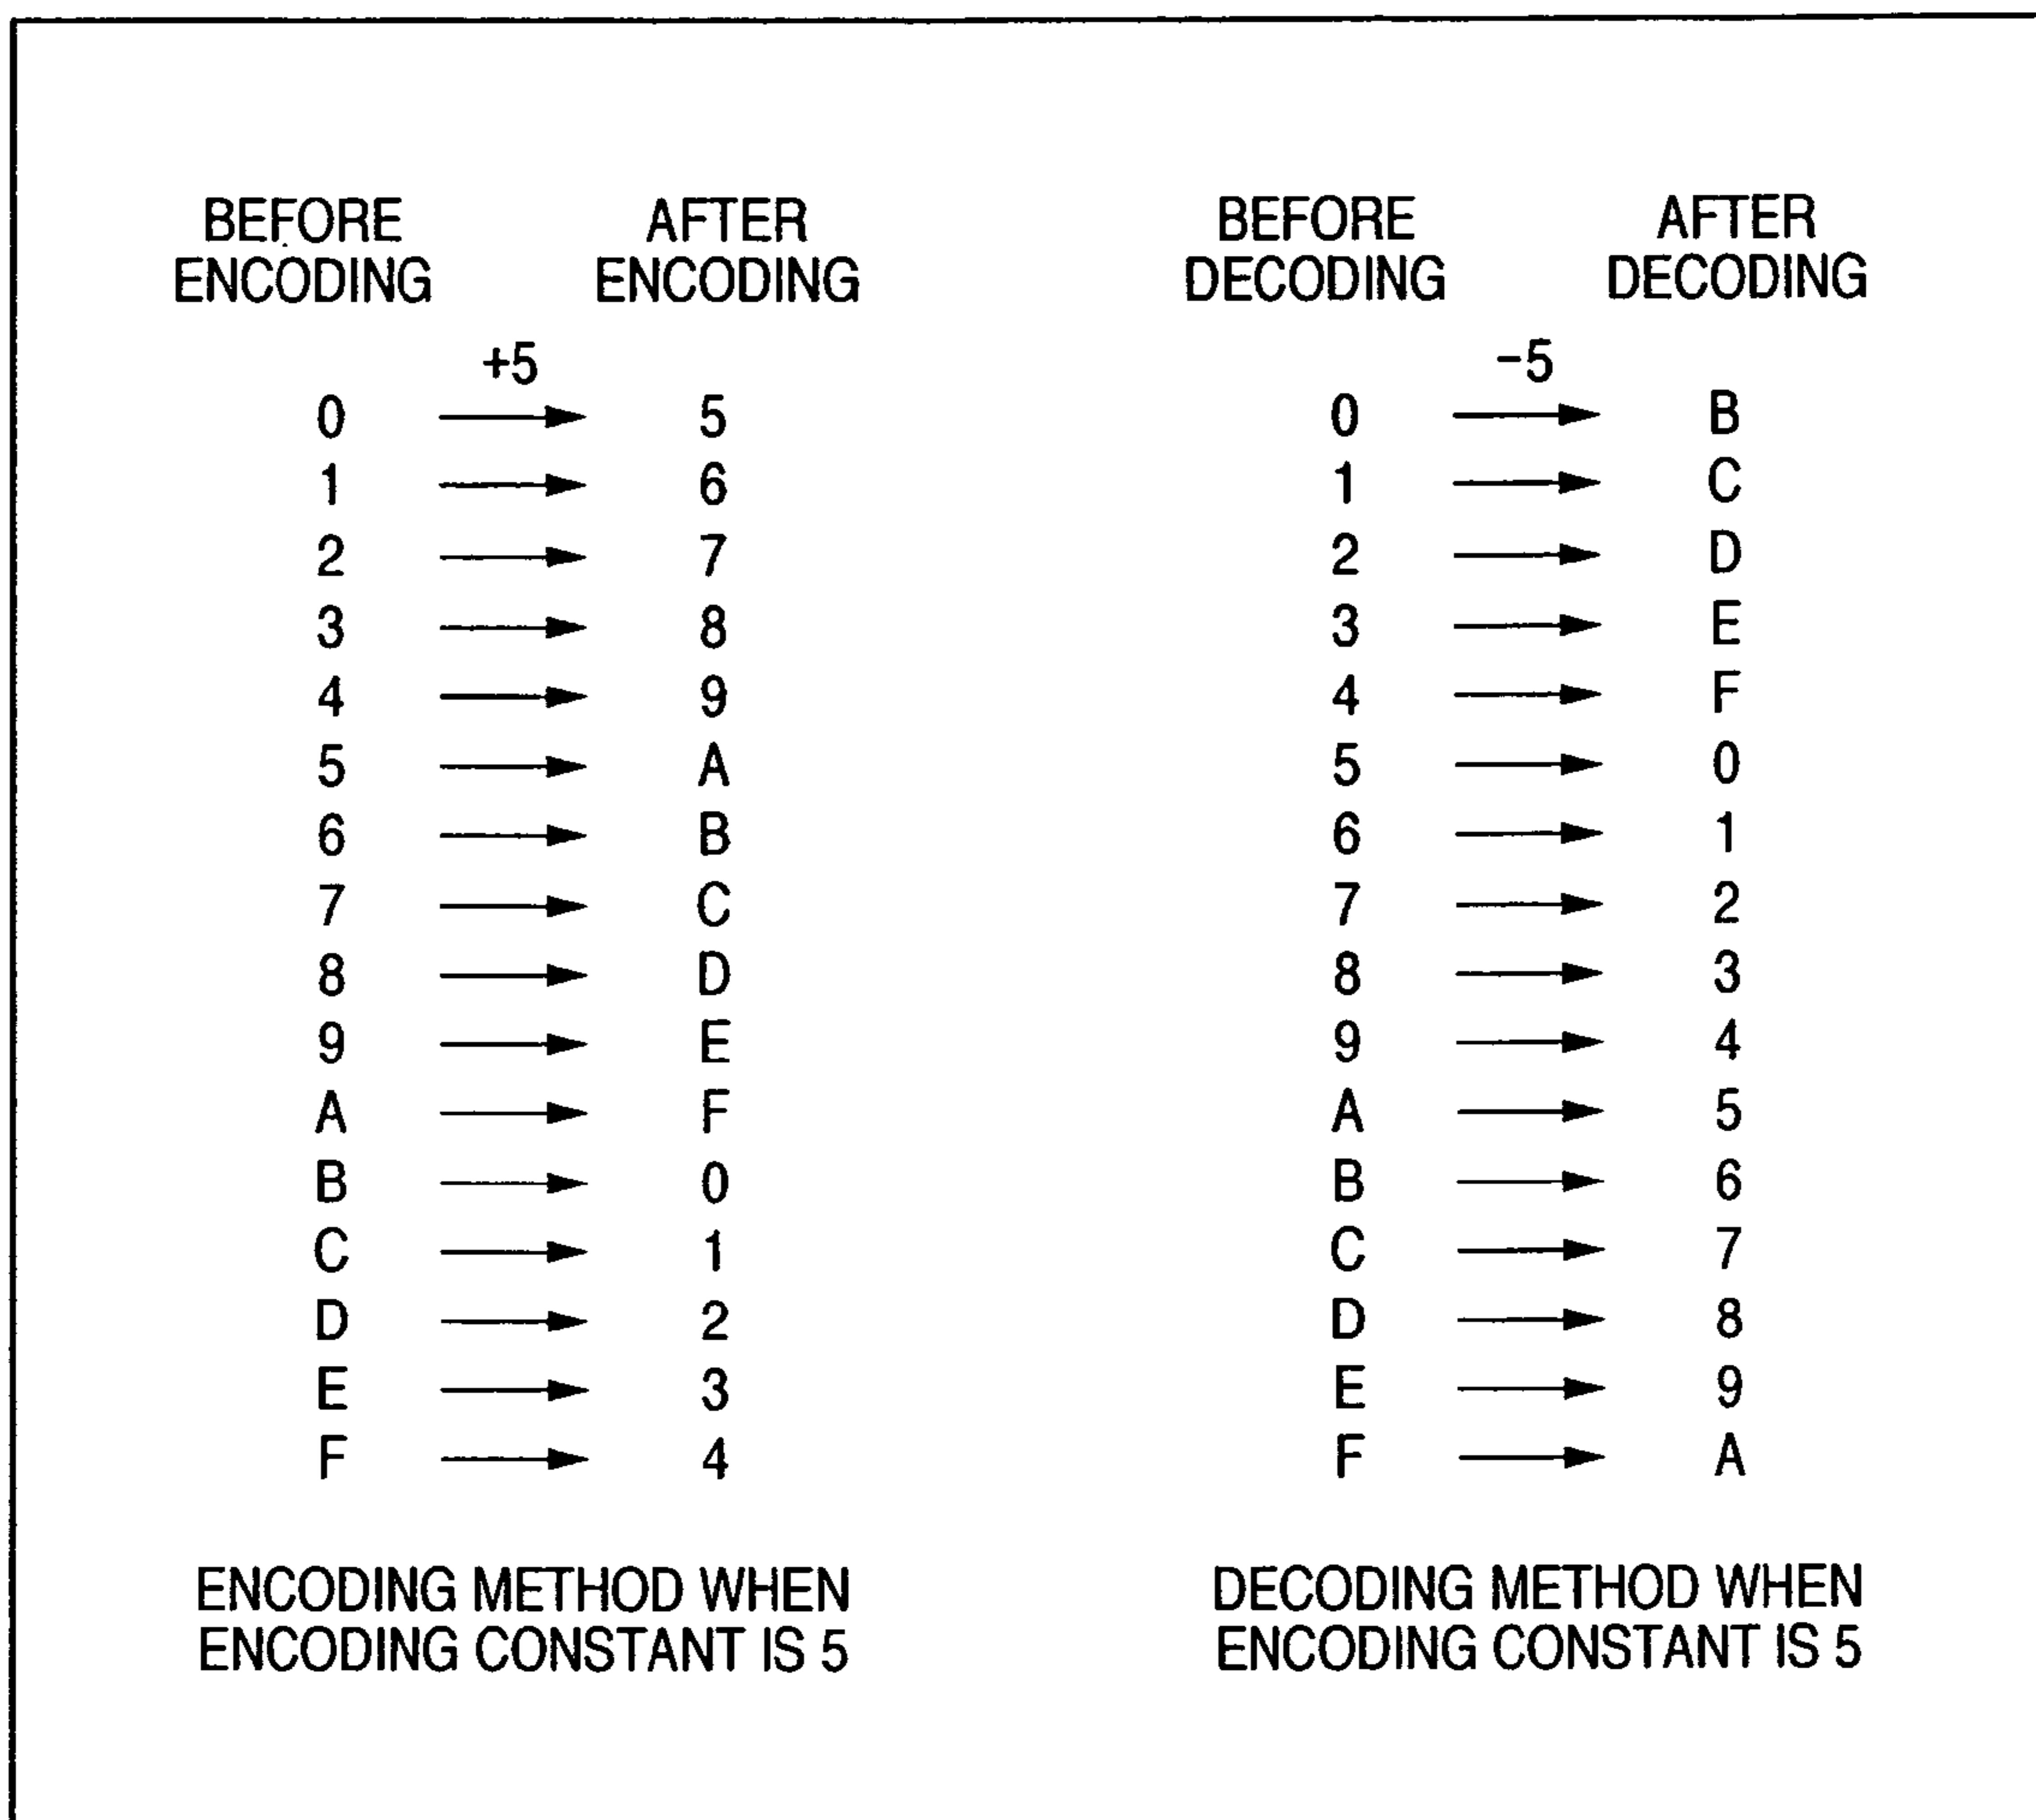 BEFORE ENCODING AFTER ENCODING
+5
0 → 5
1 → 6
2 → 7
3 → 8
4 → 9
5 → A
6 → B
7 → C
8 → D
9 → E
A → F
B → 0
C → 1
D → 2
E → 3
F → 4
ENCODING METHOD WHEN
ENCODING CONSTANT IS 5
BEFORE DECODING AFTER DECODING
-5
0 → B
1 → C
2 → D
3 → E
4 → F
5 → 0
6 → 1
7 → 2
8 → 3
9 → 4
A → 5
B → 6
C → 7
D → 8
E → 9
F → A
DECODING METHOD WHEN
ENCODING CONSTANT IS 5